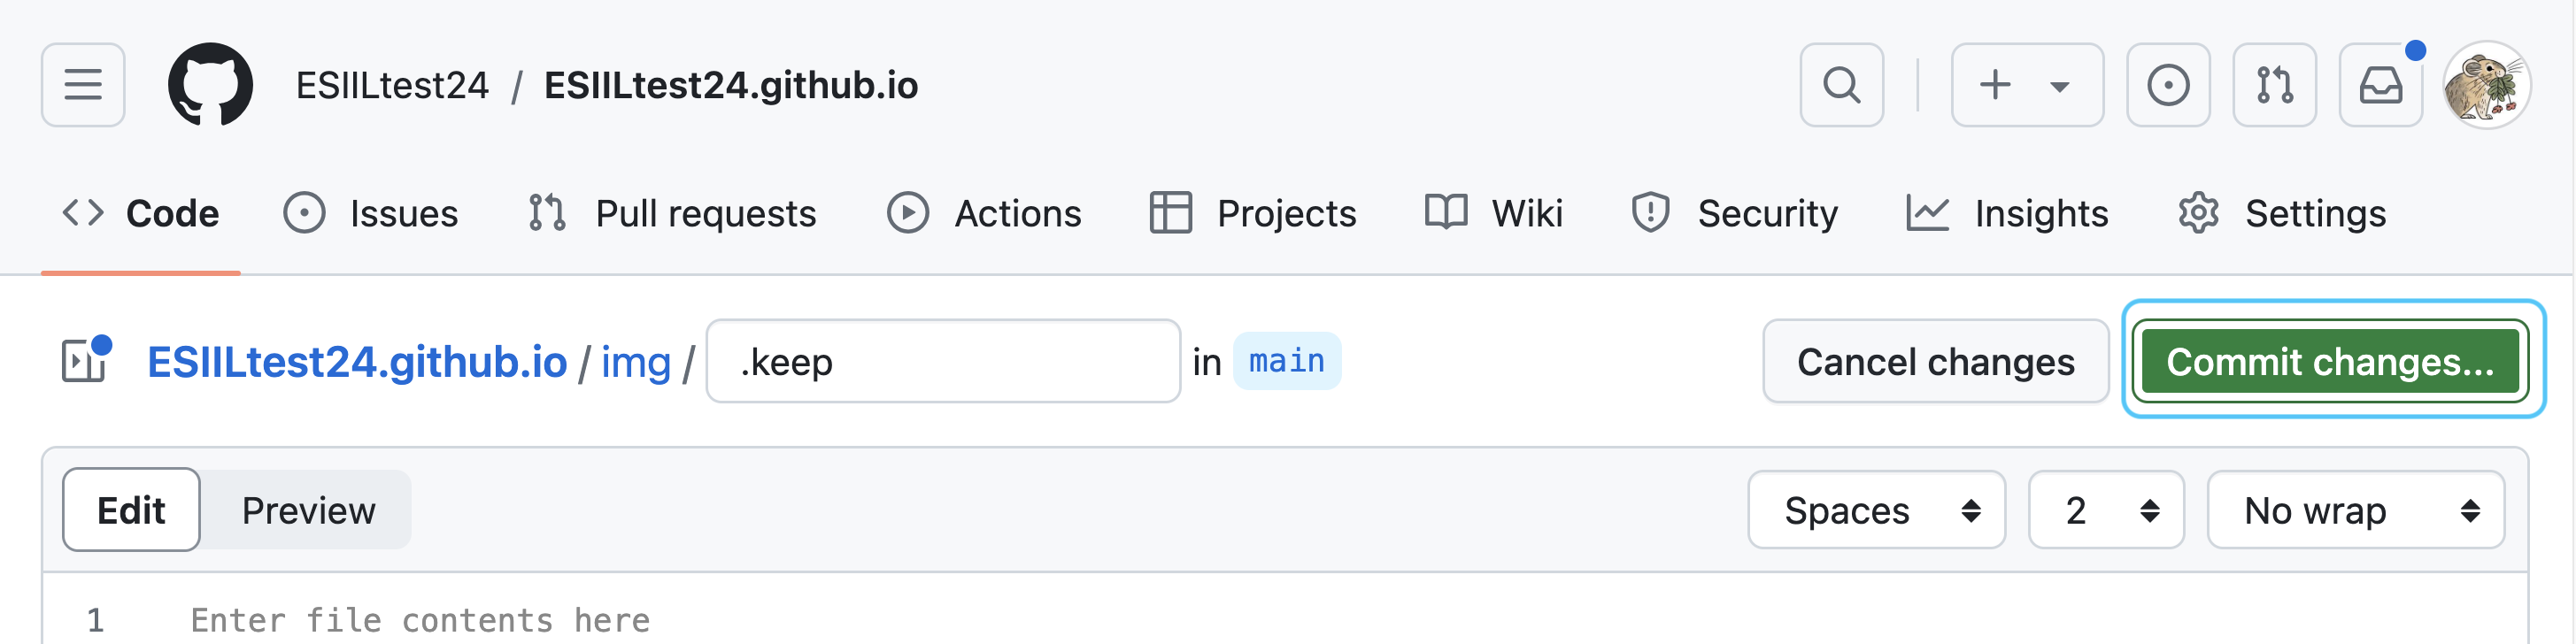 ESIILtest24 / ESIILtest24.github.io
Code Issues Pull requests Actions Projects Wiki Security Insights Settings
ESIILtest24.github.io / img / .keep in main Cancel changes Commit changes...
Edit Preview Spaces 2 No wrap
1 Enter file contents here